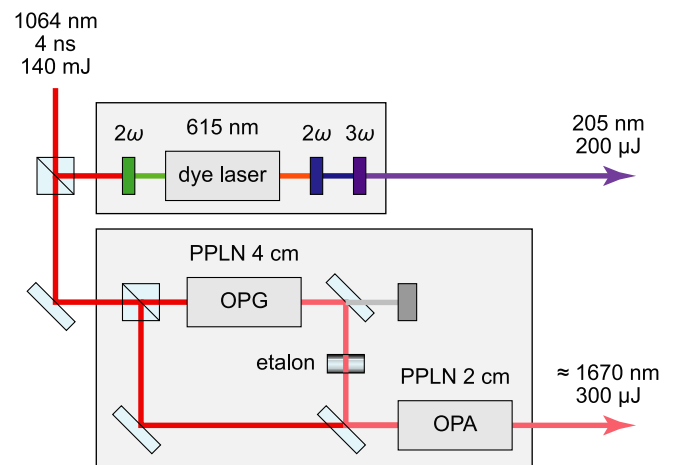 1064 nm
4 ns
140 mJ
2ω
615 nm
2ω
3ω
dye laser
205 nm
200 µJ
PPLN 4 cm
OPG
etalon
PPLN 2 cm
OPA
≈ 1670 nm
300 µJ